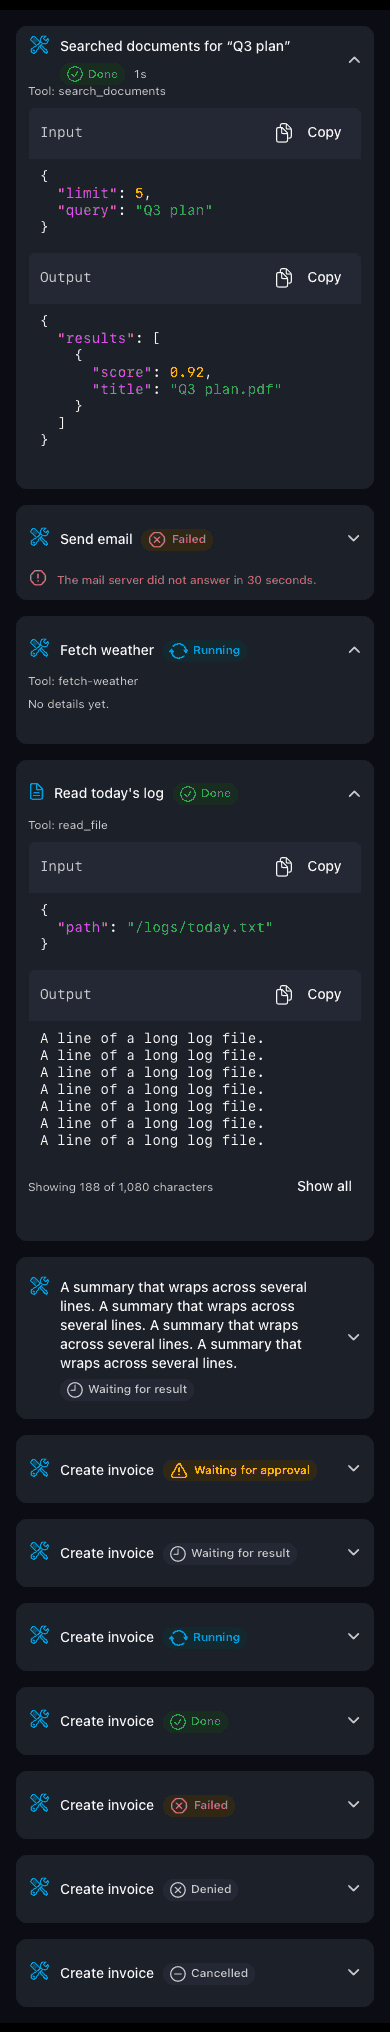 Searched documents for “Q3 plan”
Done 1s
Tool: search_documents
Input Copy
{
"limit": 5,
"query": "Q3 plan"
}
Output Copy
{
"results": [
{
"score": 0.92,
"title": "Q3 plan.pdf"
}
]
}
Send email Failed
The mail server did not answer in 30 seconds.
Fetch weather Running
Tool: fetch-weather
No details yet.
Read today's log Done
Tool: read_file
Input Copy
{
"path": "/logs/today.txt"
}
Output Copy
A line of a long log file.
A line of a long log file.
A line of a long log file.
A line of a long log file.
A line of a long log file.
A line of a long log file.
A line of a long log file.
Showing 188 of 1,080 characters Show all
A summary that wraps across several
lines. A summary that wraps across
several lines. A summary that wraps
across several lines. A summary that
wraps across several lines.
Waiting for result
Create invoice Waiting for approval
Create invoice Waiting for result
Create invoice Running
Create invoice Done
Create invoice Failed
Create invoice Denied
Create invoice Cancelled